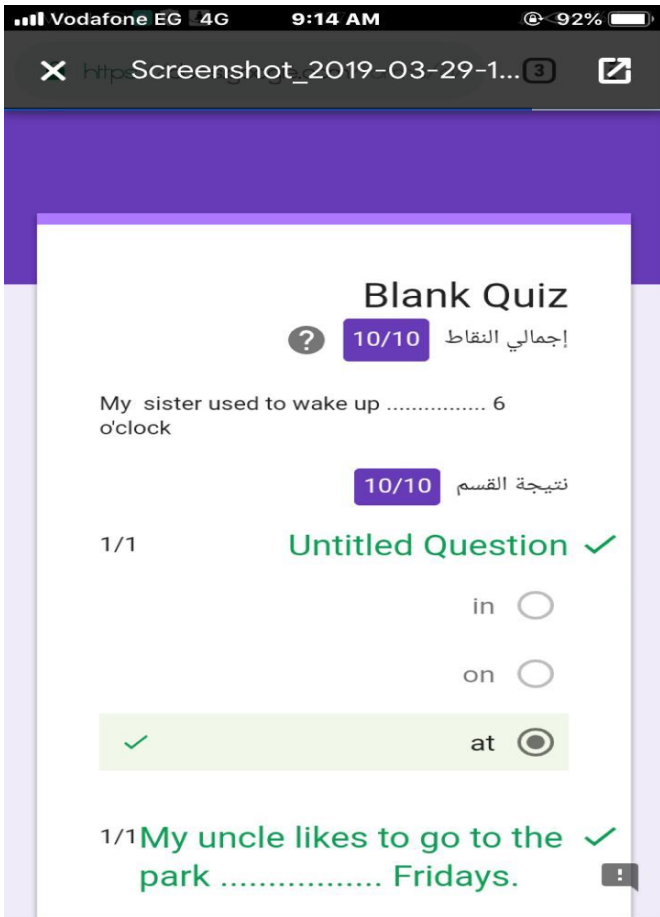 Vodafone EG 4G 9:14 AM 92%
Screenshot_2019-03-29-1... 3
Blank Quiz
إجمالي النقاط 10/10 ?
My sister used to wake up ................ 6
o'clock
نتيجة القسم 10/10
1/1 Untitled Question
in
on
at
1/1 My uncle likes to go to the
park ................. Fridays.